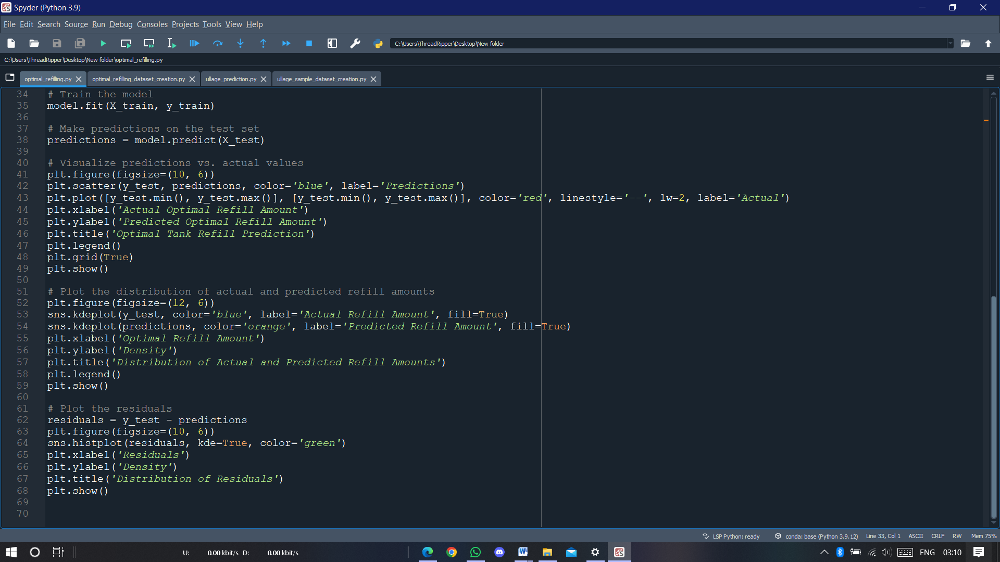 Spyder (Python 3.9)
File Edit Search Source Run Debug Consoles Projects Tools View Help
C:\Users\ThreadRipper\Desktop\New folder
C:\Users\ThreadRipper\Desktop\New folder\optimal_refilling.py
optimal_refilling.py optimal_refilling_dataset_creation.py ullage_prediction.py ullage_sample_dataset_creation.py
34 # Train the model
35 model.fit(X_train, y_train)
36
37 # Make predictions on the test set
38 predictions = model.predict(X_test)
39
40 # Visualize predictions vs. actual values
41 plt.figure(figsize=(10, 6))
42 plt.scatter(y_test, predictions, color='blue', label='Predictions')
43 plt.plot([y_test.min(), y_test.max()], [y_test.min(), y_test.max()], color='red', linestyle='--', lw=2, label='Actual')
44 plt.xlabel('Actual Optimal Refill Amount')
45 plt.ylabel('Predicted Optimal Refill Amount')
46 plt.title('Optimal Tank Refill Prediction')
47 plt.legend()
48 plt.grid(True)
49 plt.show()
50
51 # Plot the distribution of actual and predicted refill amounts
52 plt.figure(figsize=(12, 6))
53 sns.kdeplot(y_test, color='blue', label='Actual Refill Amount', fill=True)
54 sns.kdeplot(predictions, color='orange', label='Predicted Refill Amount', fill=True)
55 plt.xlabel('Optimal Refill Amount')
56 plt.ylabel('Density')
57 plt.title('Distribution of Actual and Predicted Refill Amounts')
58 plt.legend()
59 plt.show()
60
61 # Plot the residuals
62 residuals = y_test - predictions
63 plt.figure(figsize=(10, 6))
64 sns.histplot(residuals, kde=True, color='green')
65 plt.xlabel('Residuals')
66 plt.ylabel('Density')
67 plt.title('Distribution of Residuals')
68 plt.show()
69
70
LSP Python: ready conda: base (Python 3.9.12) Line 33, Col 1 ASCII CRLF RW Mem 75%
U: 0.00 kbit/s D: 0.00 kbit/s ENG 03:10